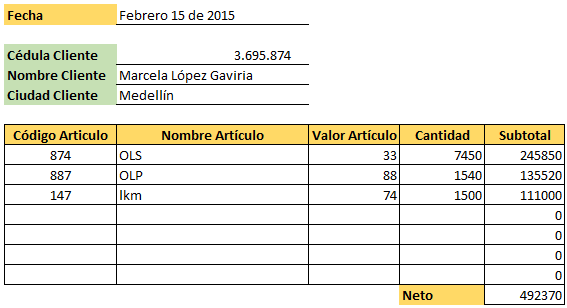 Fecha Febrero 15 de 2015
Cédula Cliente 3.695.874
Nombre Cliente Marcela López Gaviria
Ciudad Cliente Medellín
Código Articulo Nombre Artículo Valor Artículo Cantidad Subtotal
874 OLS 33 7450 245850
887 OLP 88 1540 135520
147 lkm 74 1500 111000
0
0
0
0
Neto 492370